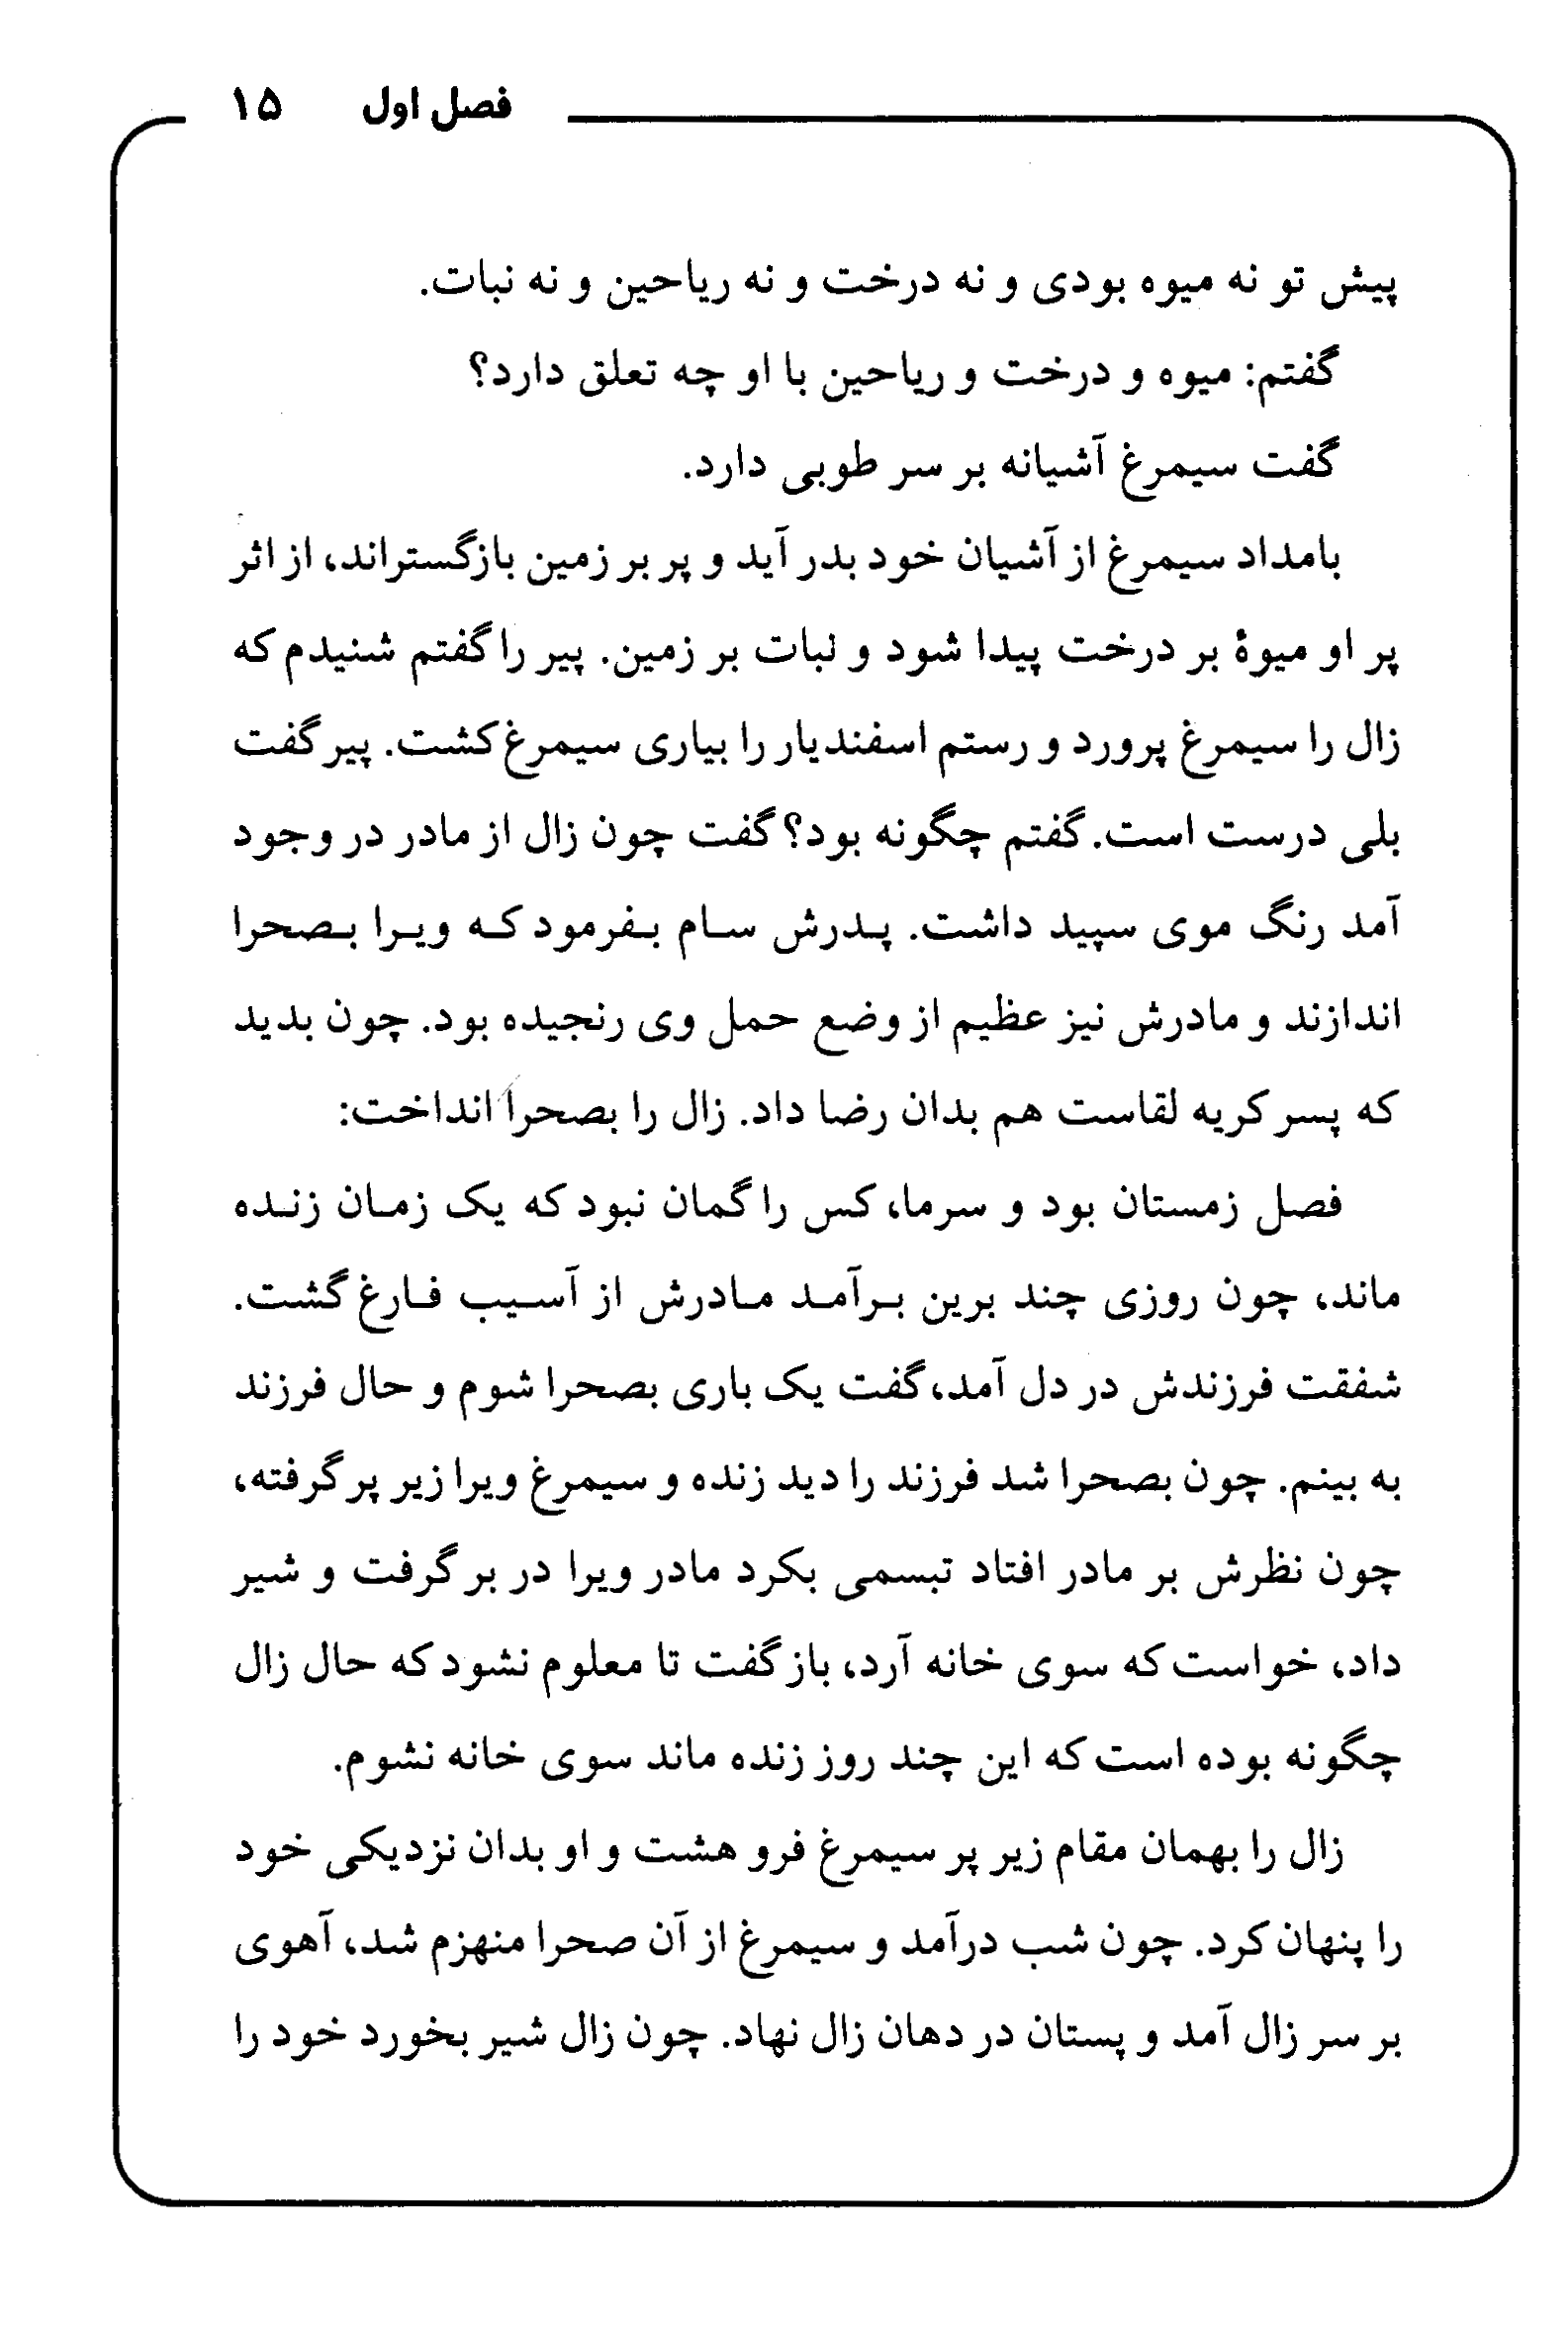 فصل اول ۱۵
پیش تو نه میوه بودی و نه درخت و نه ریاحین و نه نبات.
گفتم: میوه و درخت و ریاحین با او چه تعلق دارد؟
گفت سیمرغ آشیانه بر سر طوبی دارد.
بامداد سیمرغ از آشیان خود بدر آید و پر بر زمین بازگستراند، از اثر
پر او میوهٔ بر درخت پیدا شود و نبات بر زمین. پیر را گفتم شنیدم که
زال را سیمرغ پرورد و رستم اسفندیار را بیاری سیمرغ کشت. پیر گفت
بلی درست است. گفتم چگونه بود؟ گفت چون زال از مادر در وجود
آمد رنگ موی سپید داشت. پدرش سام بفرمود که ویرا بصحرا
اندازند و مادرش نیز عظیم از وضع حمل وی رنجیده بود. چون بدید
که پسر کریه لقاست هم بدان رضا داد. زال را بصحرا انداخت:
فصل زمستان بود و سرما، کس را گمان نبود که یک زمان زنده
ماند، چون روزی چند برین برآمد مادرش از آسیب فارغ گشت.
شفقت فرزندش در دل آمد، گفت یک باری بصحرا شوم و حال فرزند
به بینم. چون بصحرا شد فرزند را دید زنده و سیمرغ ویرا زیر پر گرفته،
چون نظرش بر مادر افتاد تبسمی بکرد مادر ویرا در بر گرفت و شیر
داد، خواست که سوی خانه آرد، باز گفت تا معلوم نشود که حال زال
چگونه بوده است که این چند روز زنده ماند سوی خانه نشوم.
زال را بهمان مقام زیر پر سیمرغ فرو هشت و او بدان نزدیکی خود
را پنهان کرد. چون شب درآمد و سیمرغ از آن صحرا منهزم شد، آهوی
بر سر زال آمد و پستان در دهان زال نهاد. چون زال شیر بخورد خود را